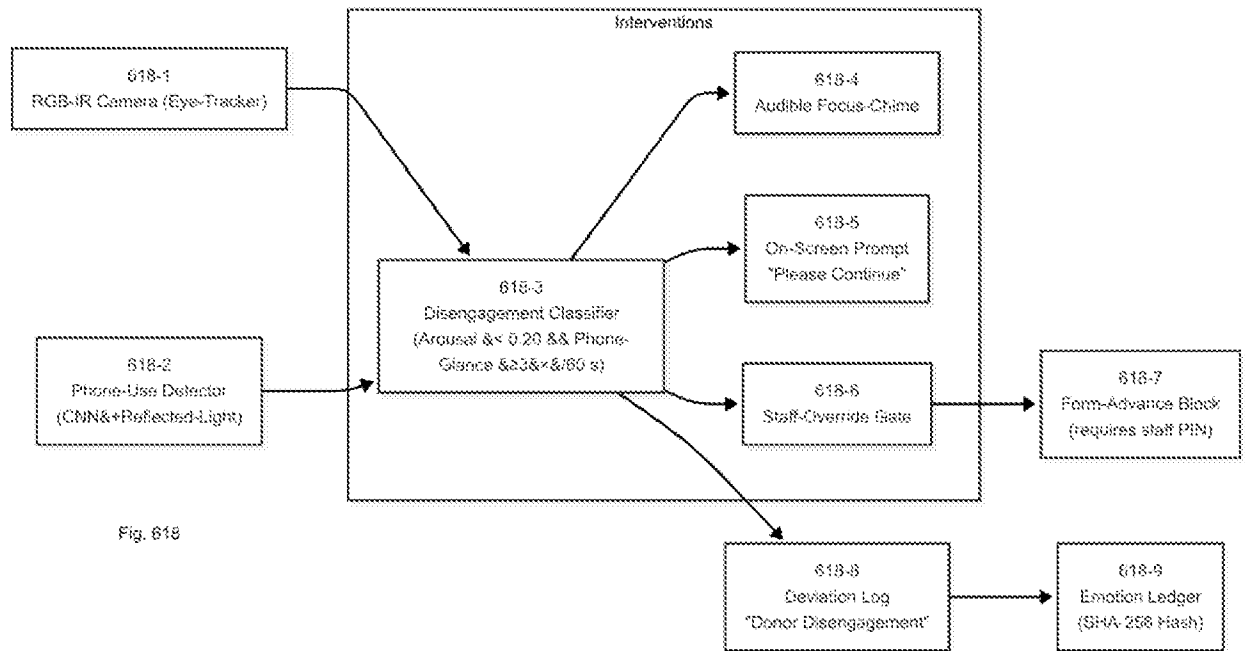 Interventions
618-1
RGB-IR Camera (Eye-Tracker)
618-4
Audible Focus-Chime
618-5
On-Screen Prompt
"Please Continue"
618-3
Disengagement Classifier
(Arousal &< 0.20 && Phone-
Glance &≥3&<&/60 s)
618-2
Phone-Use Detector
(CNN&+Reflected-Light)
618-6
Staff-Override Gate
618-7
Form-Advance Block
(requires staff PIN)
Fig. 618
618-8
Deviation Log
"Donor Disengagement"
618-9
Emotion Ledger
(SHA-256 Hash)